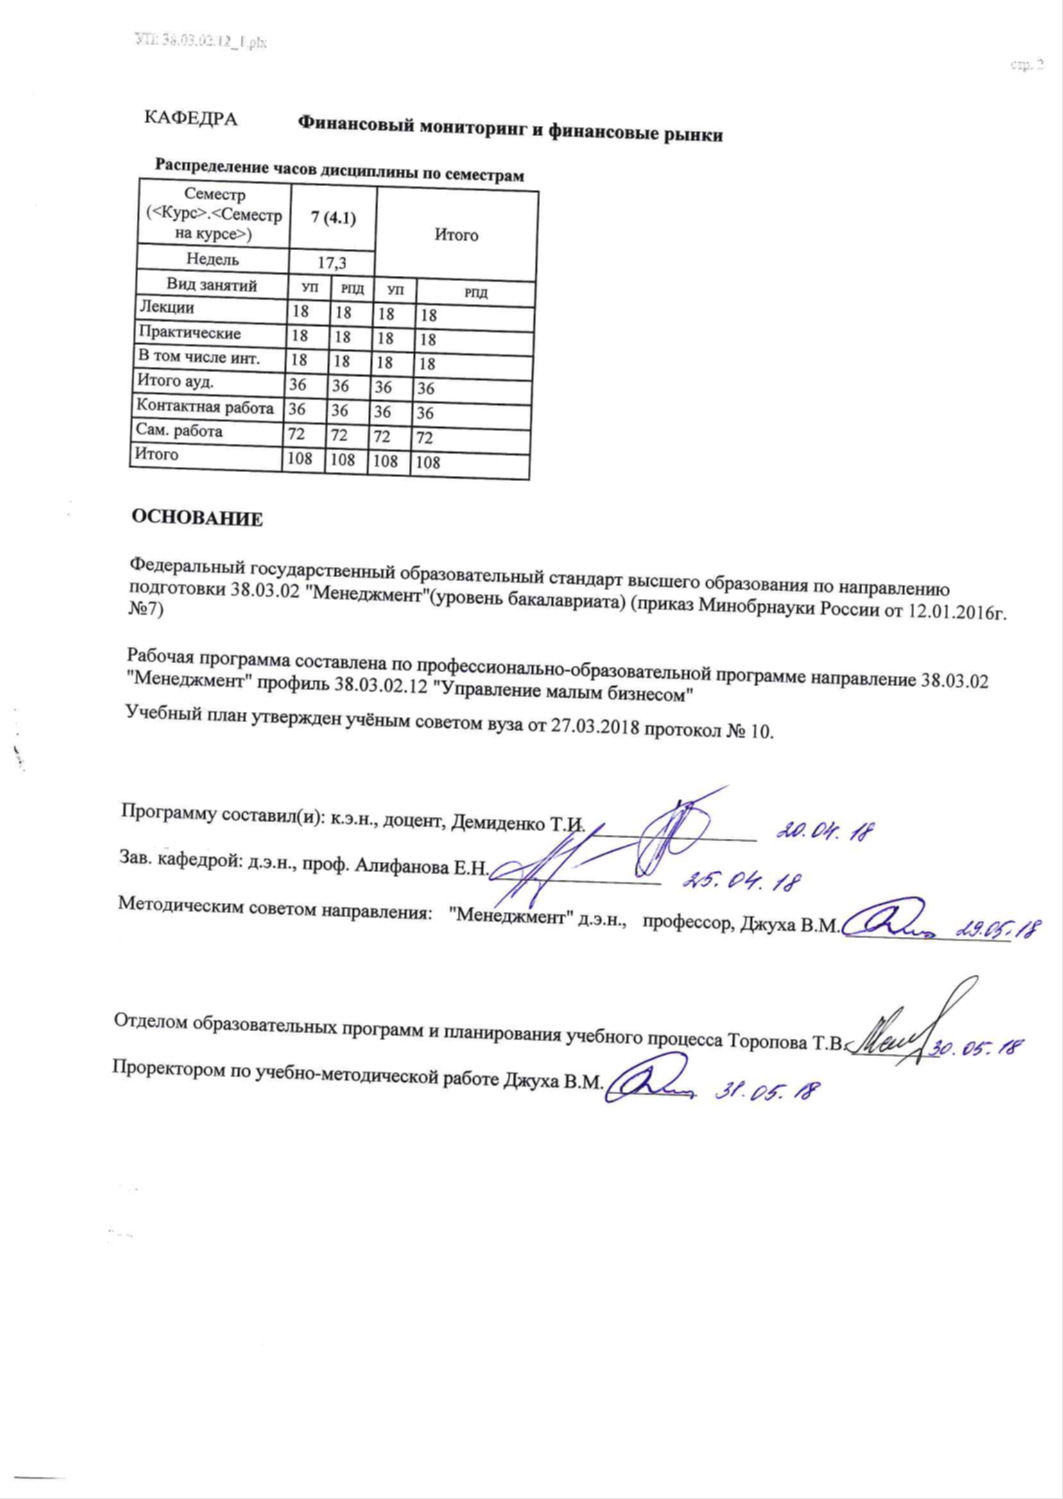 УП: 38.03.02.12_1.plx
стр. 2
КАФЕДРА Финансовый мониторинг и финансовые рынки
Распределение часов дисциплины по семестрам
Семестр (<Курс>.<Семестр на курсе>) 7 (4.1) Итого
Недель 17,3
Вид занятий УП РПД УП РПД
Лекции 18 18 18 18
Практические 18 18 18 18
В том числе инт. 18 18 18 18
Итого ауд. 36 36 36 36
Контактная работа 36 36 36 36
Сам. работа 72 72 72 72
Итого 108 108 108 108
ОСНОВАНИЕ
Федеральный государственный образовательный стандарт высшего образования по направлению
подготовки 38.03.02 "Менеджмент"(уровень бакалавриата) (приказ Минобрнауки России от 12.01.2016г.
№7)
Рабочая программа составлена по профессионально-образовательной программе направление 38.03.02
"Менеджмент" профиль 38.03.02.12 "Управление малым бизнесом"
Учебный план утвержден учёным советом вуза от 27.03.2018 протокол № 10.
Программу составил(и): к.э.н., доцент, Демиденко Т.И. 20.04.18
Зав. кафедрой: д.э.н., проф. Алифанова Е.Н. 25.04.18
Методическим советом направления: "Менеджмент" д.э.н., профессор, Джуха В.М. 29.05.18
Отделом образовательных программ и планирования учебного процесса Торопова Т.В. 30.05.18
Проректором по учебно-методической работе Джуха В.М. 31.05.18